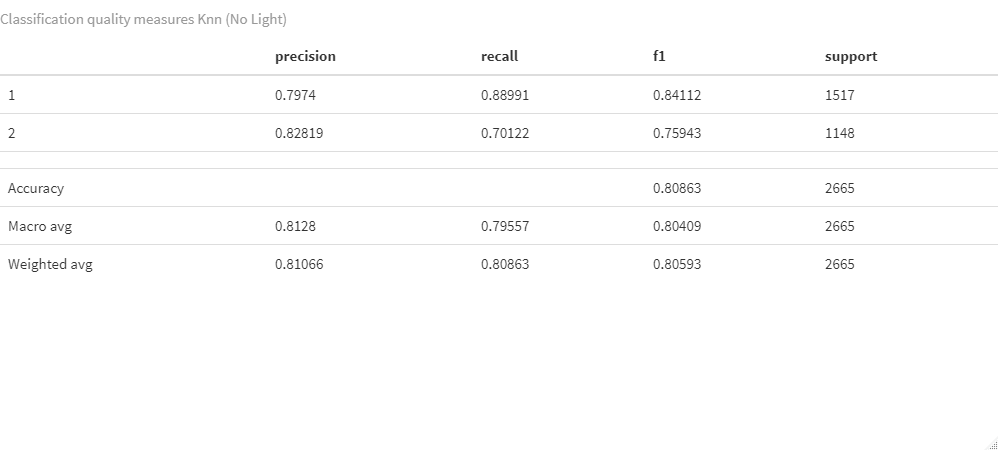 Classification quality measures Knn (No Light)
precision recall f1 support
1 0.7974 0.88991 0.84112 1517
2 0.82819 0.70122 0.75943 1148
Accuracy 0.80863 2665
Macro avg 0.8128 0.79557 0.80409 2665
Weighted avg 0.81066 0.80863 0.80593 2665